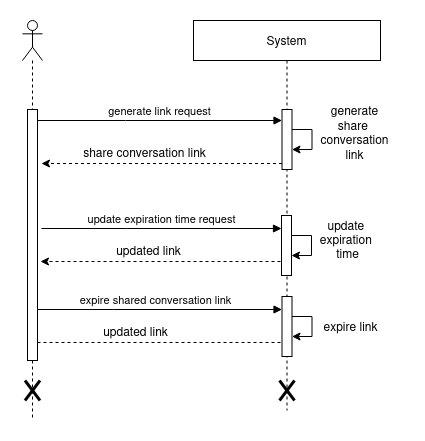 System
generate link request
generate
share
conversation
link
share conversation link
update expiration time request
update
expiration
time
updated link
expire shared conversation link
expire link
updated link